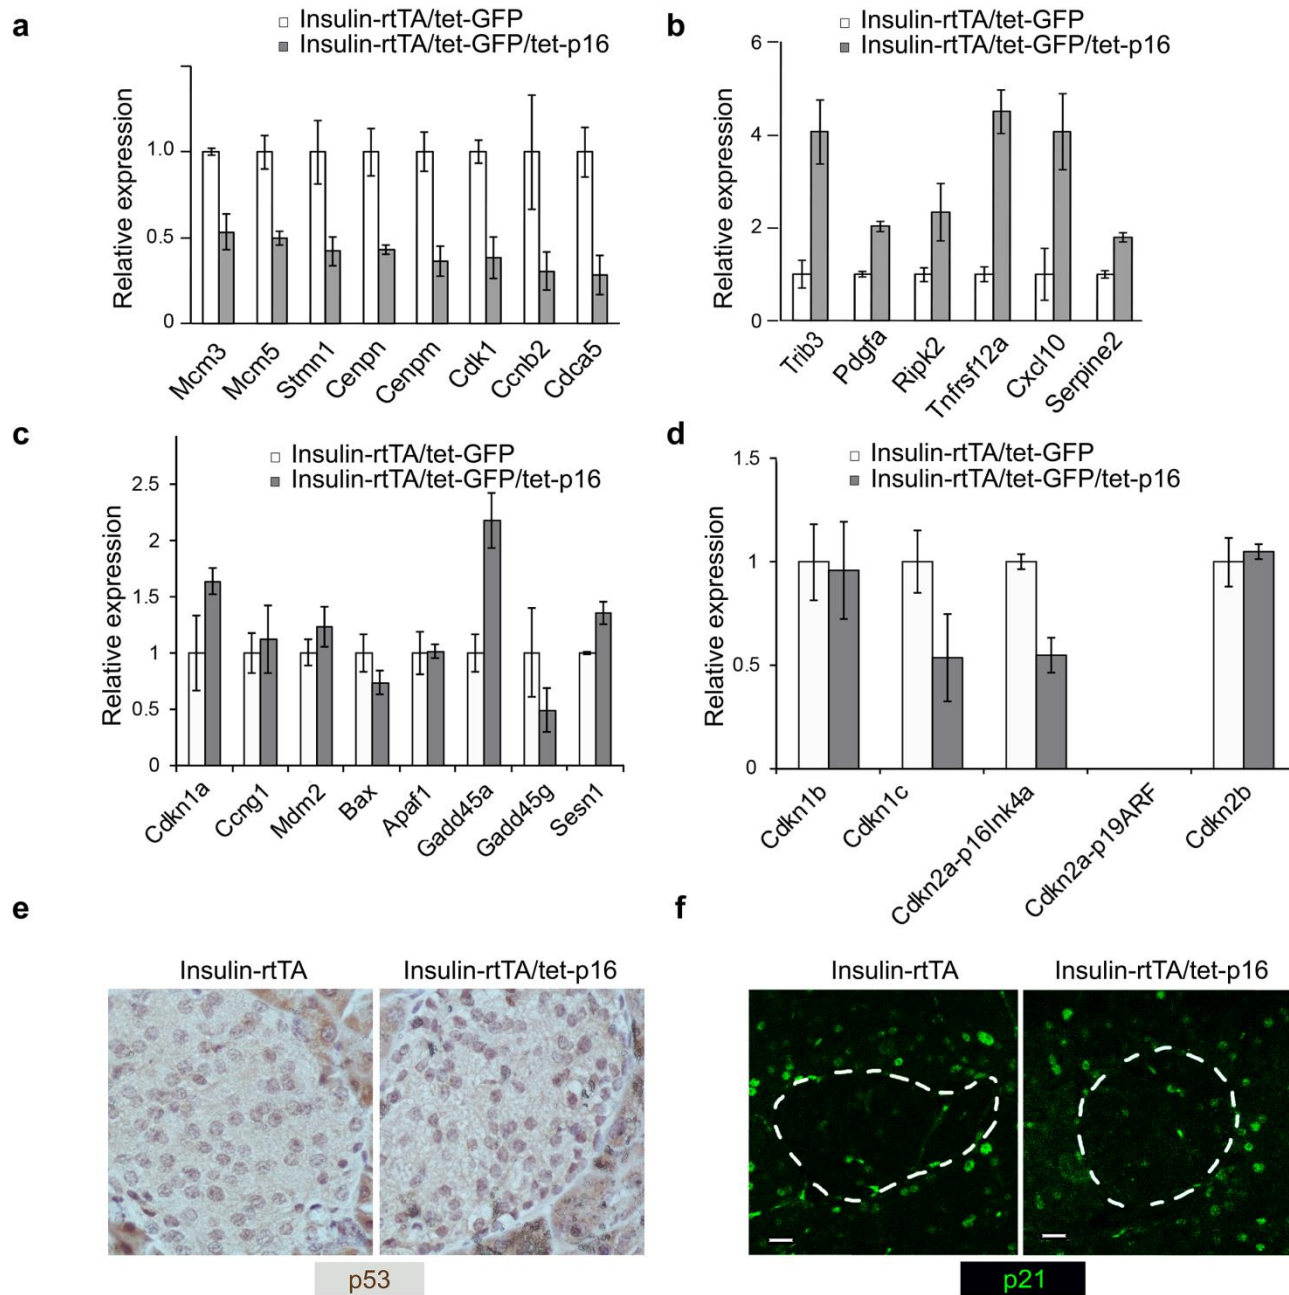 a
Insulin-rtTA/tet-GFP
Insulin-rtTA/tet-GFP/tet-p16
Relative expression
1.0
0.5
0
Mcm3
Mcm5
Stmn1
Cenpn
Cenpm
Cdk1
Ccnb2
Cdca5
b
Insulin-rtTA/tet-GFP
Insulin-rtTA/tet-GFP/tet-p16
Relative expression
6
4
2
0
Trib3
Pdgfa
Ripk2
Tnfrsf12a
Cxcl10
Serpine2
c
Insulin-rtTA/tet-GFP
Insulin-rtTA/tet-GFP/tet-p16
Relative expression
2.5
2
1.5
1
0.5
0
Cdkn1a
Ccng1
Mdm2
Bax
Apaf1
Gadd45a
Gadd45g
Sesn1
d
Insulin-rtTA/tet-GFP
Insulin-rtTA/tet-GFP/tet-p16
Relative expression
1.5
1
0.5
0
Cdkn1b
Cdkn1c
Cdkn2a-p16Ink4a
Cdkn2a-p19ARF
Cdkn2b
e
Insulin-rtTA
Insulin-rtTA/tet-p16
p53
f
Insulin-rtTA
Insulin-rtTA/tet-p16
p21